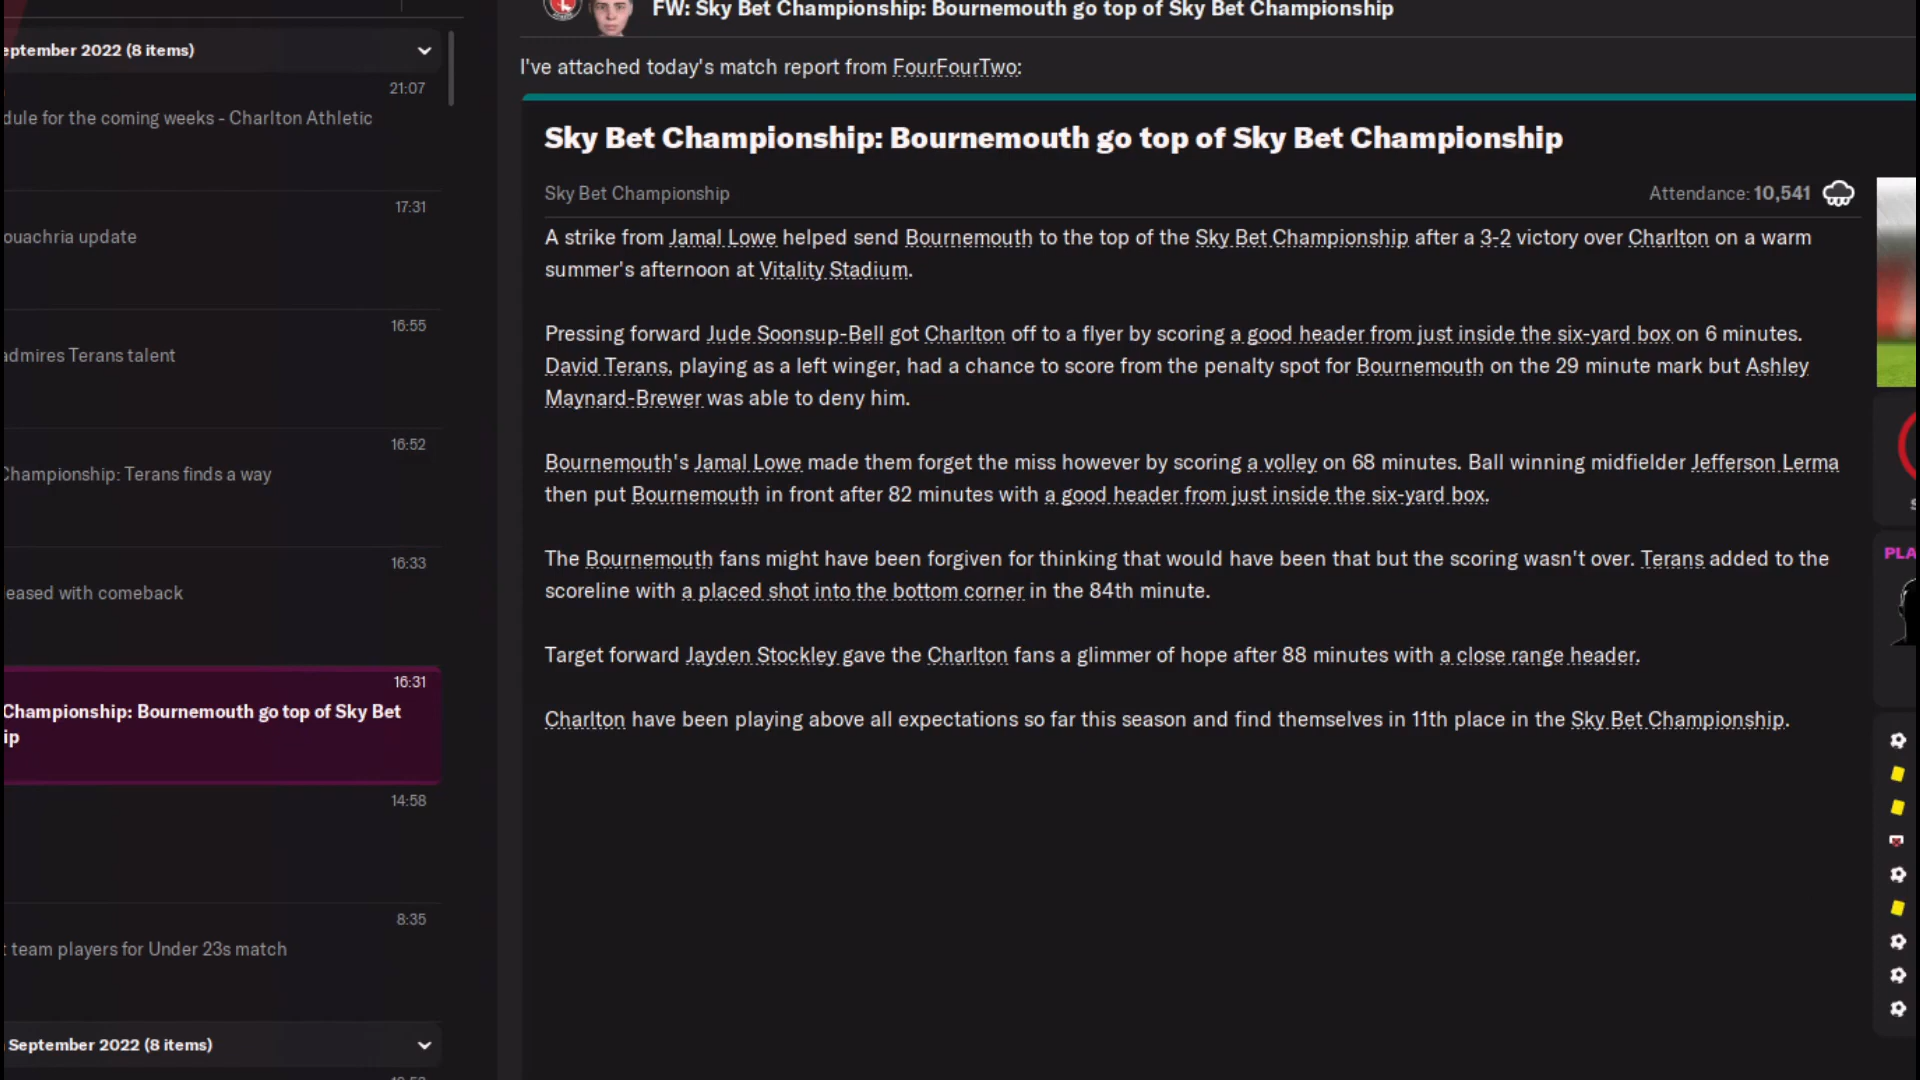 FW: Sky Bet Championship: Bournemouth go top of Sky Bet Championship
eptember 2022 (8 items)
21:07
dule for the coming weeks - Charlton Athletic
17:31
ouachria update
16:55
admires Terans talent
16:52
Championship: Terans finds a way
16:33
eased with comeback
16:31
Championship: Bournemouth go top of Sky Bet
ip
14:58
8:35
t team players for Under 23s match
September 2022 (8 items)
I've attached today's match report from FourFourTwo:
Sky Bet Championship: Bournemouth go top of Sky Bet Championship
Sky Bet Championship
Attendance: 10,541
A strike from Jamal Lowe helped send Bournemouth to the top of the Sky Bet Championship after a 3-2 victory over Charlton on a warm
summer's afternoon at Vitality Stadium.
Pressing forward Jude Soonsup-Bell got Charlton off to a flyer by scoring a good header from just inside the six-yard box on 6 minutes.
David Terans, playing as a left winger, had a chance to score from the penalty spot for Bournemouth on the 29 minute mark but Ashley
Maynard-Brewer was able to deny him.
Bournemouth's Jamal Lowe made them forget the miss however by scoring a volley on 68 minutes. Ball winning midfielder Jefferson Lerma
then put Bournemouth in front after 82 minutes with a good header from just inside the six-yard box.
The Bournemouth fans might have been forgiven for thinking that would have been that but the scoring wasn't over. Terans added to the
scoreline with a placed shot into the bottom corner in the 84th minute.
Target forward Jayden Stockley gave the Charlton fans a glimmer of hope after 88 minutes with a close range header.
Charlton have been playing above all expectations so far this season and find themselves in 11th place in the Sky Bet Championship.
PLA